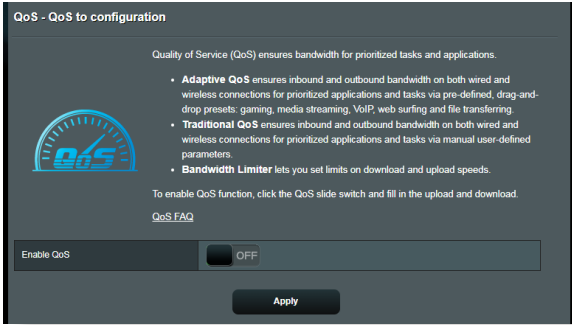 QoS - QoS to configuration
Quality of Service (QoS) ensures bandwidth for prioritized tasks and applications.
• Adaptive QoS ensures inbound and outbound bandwidth on both wired and
wireless connections for prioritized applications and tasks via pre-defined, drag-and-
drop presets: gaming, media streaming, VoIP, web surfing and file transferring.
• Traditional QoS ensures inbound and outbound bandwidth on both wired and
wireless connections for prioritized applications and tasks via manual user-defined
parameters.
• Bandwidth Limiter lets you set limits on download and upload speeds.
QoS
To enable QoS function, click the QoS slide switch and fill in the upload and download.
QoS FAQ
Enable QoS
OFF
Apply